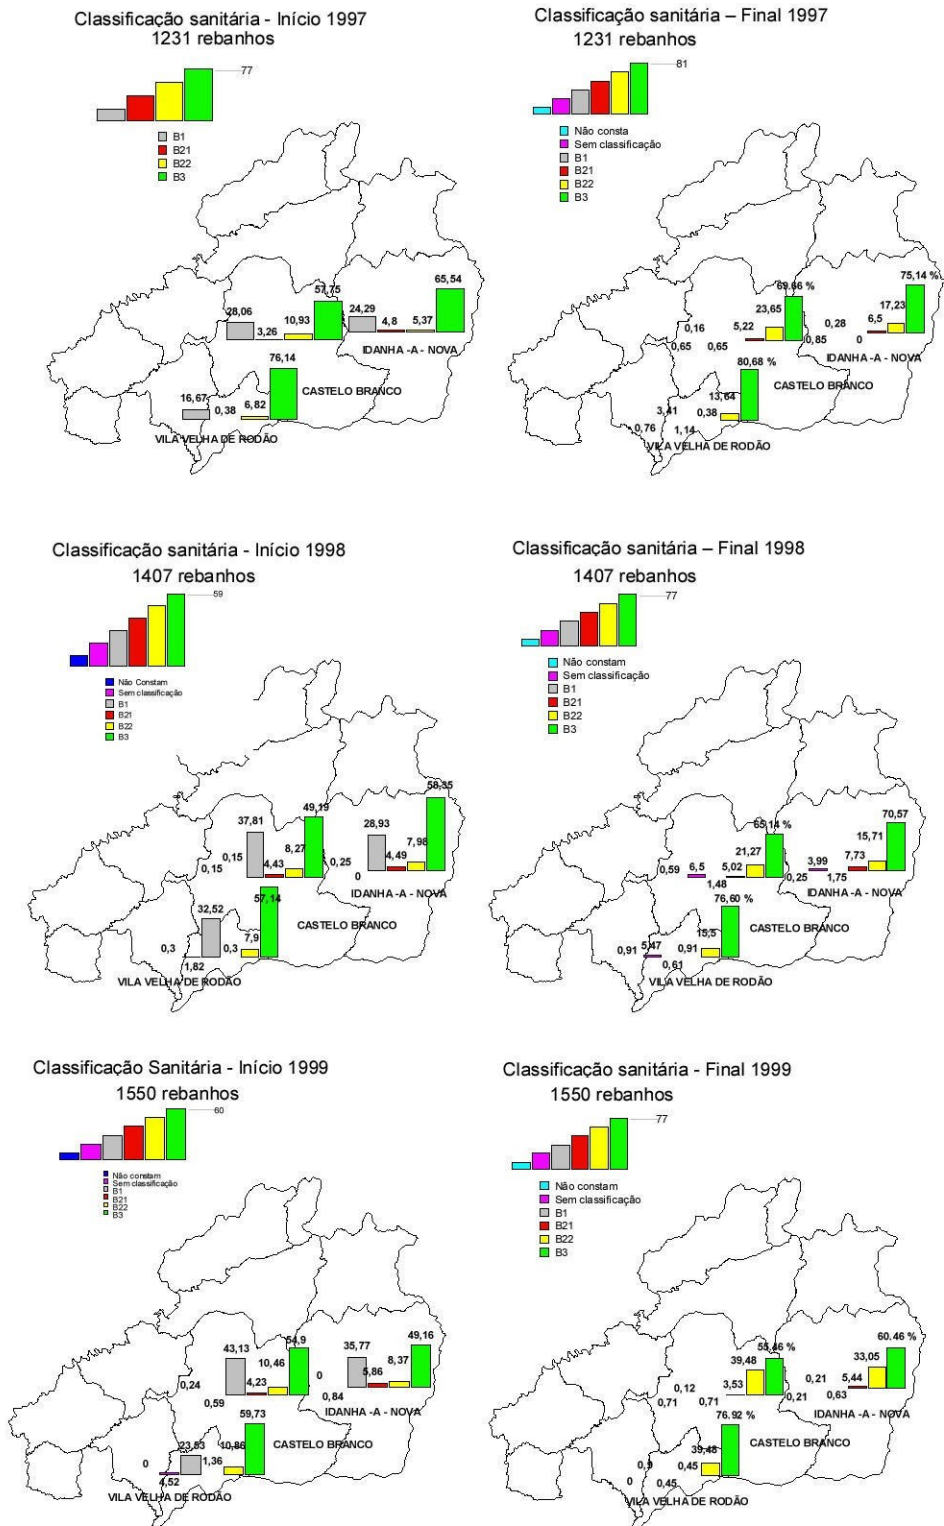 Classificação sanitária - Início 1997
1231 rebanhos
77
B1
B21
B22
B3
28,06
3,26
10,93
57,75
24,29
4,8
5,37
65,54
IDANHA -A - NOVA
76,14
CASTELO BRANCO
16,67
0,38
6,82
VILA VELHA DE RODÃO
Classificação sanitária – Final 1997
1231 rebanhos
81
Não consta
Sem classificação
B1
B21
B22
B3
69,66 %
75,14 %
23,65
17,23
0,16
5,22
0,28
6,5
0,65
0,65
0,85
0
IDANHA -A - NOVA
80,68 %
CASTELO BRANCO
13,64
3,41
0,38
0,76
1,14
VILA VELHA DE RODÃO
Classificação sanitária - Início 1998
1407 rebanhos
59
Não Constam
Sem classificação
B1
B21
B22
B3
58,35
49,19
37,81
28,93
0,15
8,27
7,98
0,15
4,43
0,25
4,49
0
IDANHA -A - NOVA
57,14
32,52
CASTELO BRANCO
7,9
0,3
0,3
1,82
VILA VELHA DE RODÃO
Classificação sanitária – Final 1998
1407 rebanhos
77
Não constam
Sem classificação
B1
B21
B22
B3
70,57
65,14 %
15,71
21,27
7,73
0,59
6,5
5,02
3,99
1,48
0,25
1,75
IDANHA -A - NOVA
76,60 %
CASTELO BRANCO
15,5
0,91
5,47
0,91
0,61
VILA VELHA DE RODÃO
Classificação Sanitária - Início 1999
1550 rebanhos
60
Não constam
Sem classificação
B1
B21
B22
B3
54,9
49,16
43,13
35,77
10,46
8,37
0,24
4,23
0
5,86
0,59
0,84
IDANHA -A - NOVA
59,73
CASTELO BRANCO
23,53
10,86
0
1,36
4,52
VILA VELHA DE RODÃO
Classificação sanitária - Final 1999
1550 rebanhos
77
Não constam
Sem classificação
B1
B21
B22
B3
60.46 %
55,46 %
39,48
33,05
0,12
3,53
0,21
5,44
0,71
0,71
0,21
0,63
IDANHA -A - NOVA
76,92 %
CASTELO BRANCO
39,48
0,9
0,45
0
0,45
VILA VELHA DE RODÃO